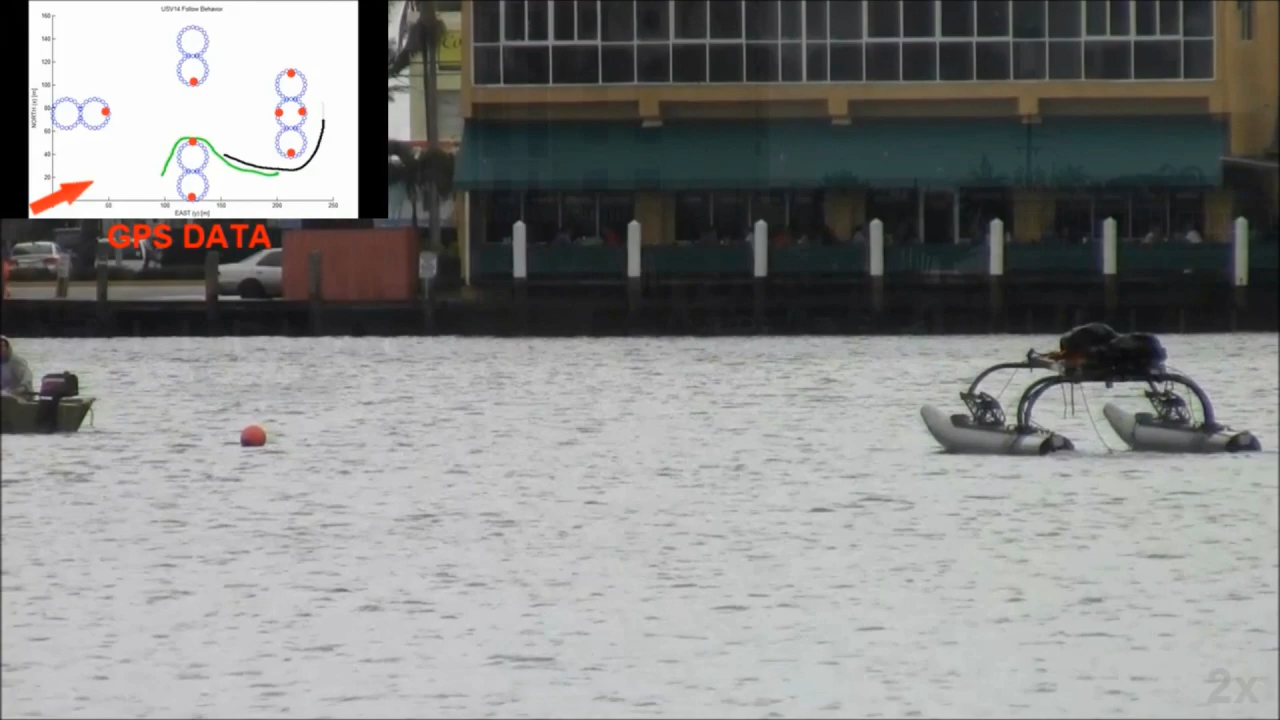 USV14 Follow Behavior
160
140
120
100
80
60
40
20
NORTH (x) [m]
50
100
150
200
250
EAST (y) [m]
GPS DATA
Co
2x